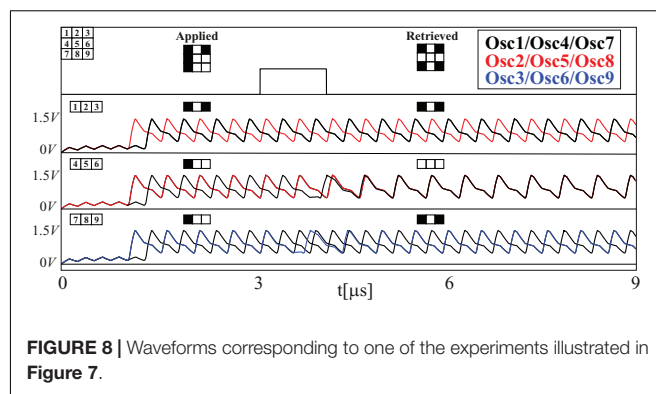 1 2 3
4 5 6
7 8 9
Applied
Retrieved
Osc1/Osc4/Osc7
Osc2/Osc5/Osc8
Osc3/Osc6/Osc9
1 2 3
1.5V
0V
4 5 6
1.5V
0V
7 8 9
1.5V
0V
0
3
6
9
t[μs]
FIGURE 8 | Waveforms corresponding to one of the experiments illustrated in
Figure 7.